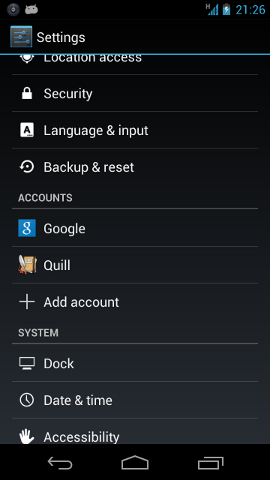 H
21:26
Settings
Location access
Security
A
Language & input
Backup & reset
ACCOUNTS
g
Google
Quill
Add account
SYSTEM
Dock
Date & time
Accessibility